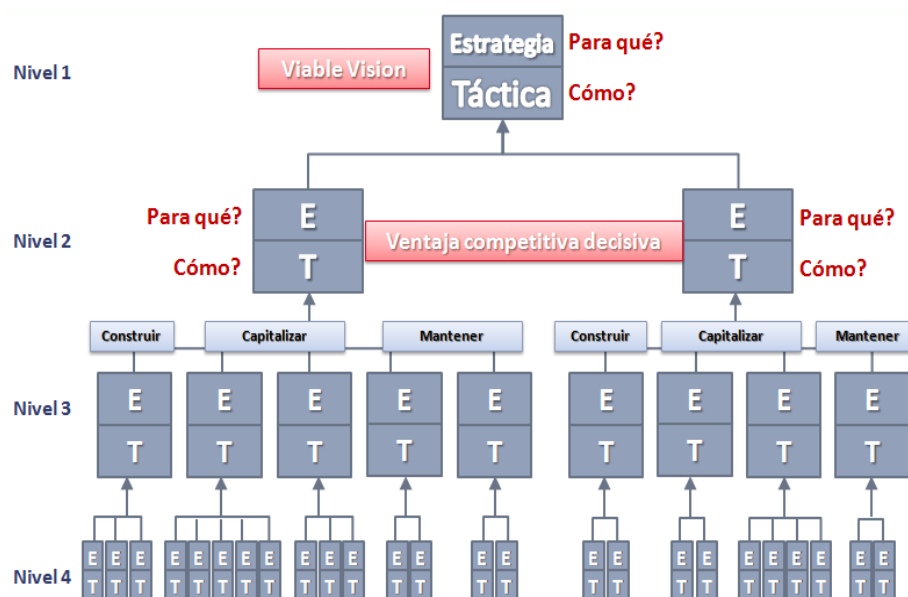 Nivel 1
Viable Vision
Estrategia
Para qué?
Táctica
Cómo?
Nivel 2
Para qué?
E
Cómo?
T
Ventaja competitiva decisiva
E
Para qué?
T
Cómo?
Construir Capitalizar Mantener Construir Capitalizar Mantener
Nivel 3
E E E E E E E E E
T T T T T T T T T
Nivel 4
E E E E E E E E E E E E E E E E E E E E E E E E E
T T T T T T T T T T T T T T T T T T T T T T T T T